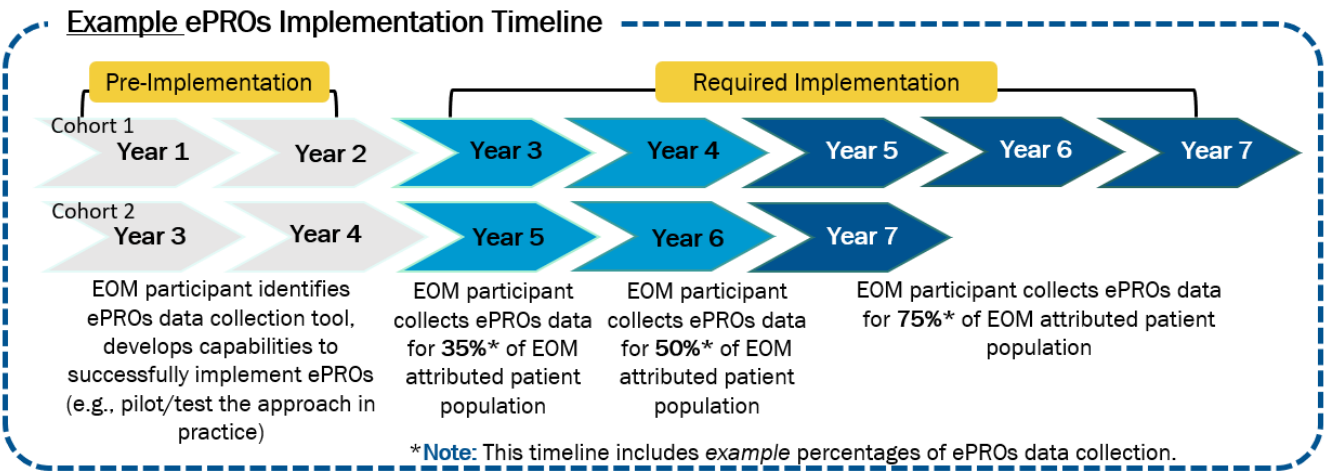 Example ePROs Implementation Timeline
Pre-Implementation
Required Implementation
Cohort 1
Year 1
Year 2
Year 3
Year 4
Year 5
Year 6
Year 7
Cohort 2
Year 3
Year 4
Year 5
Year 6
Year 7
EOM participant identifies
ePROs data collection tool,
develops capabilities to
successfully implement ePROs
(e.g., pilot/test the approach in
practice)
EOM participant
collects ePROs data
for 35%* of EOM
attributed patient
population
EOM participant
collects ePROs data
for 50%* of EOM
attributed patient
population
EOM participant collects ePROs data
for 75%* of EOM attributed patient
population
*Note: This timeline includes example percentages of ePROs data collection.